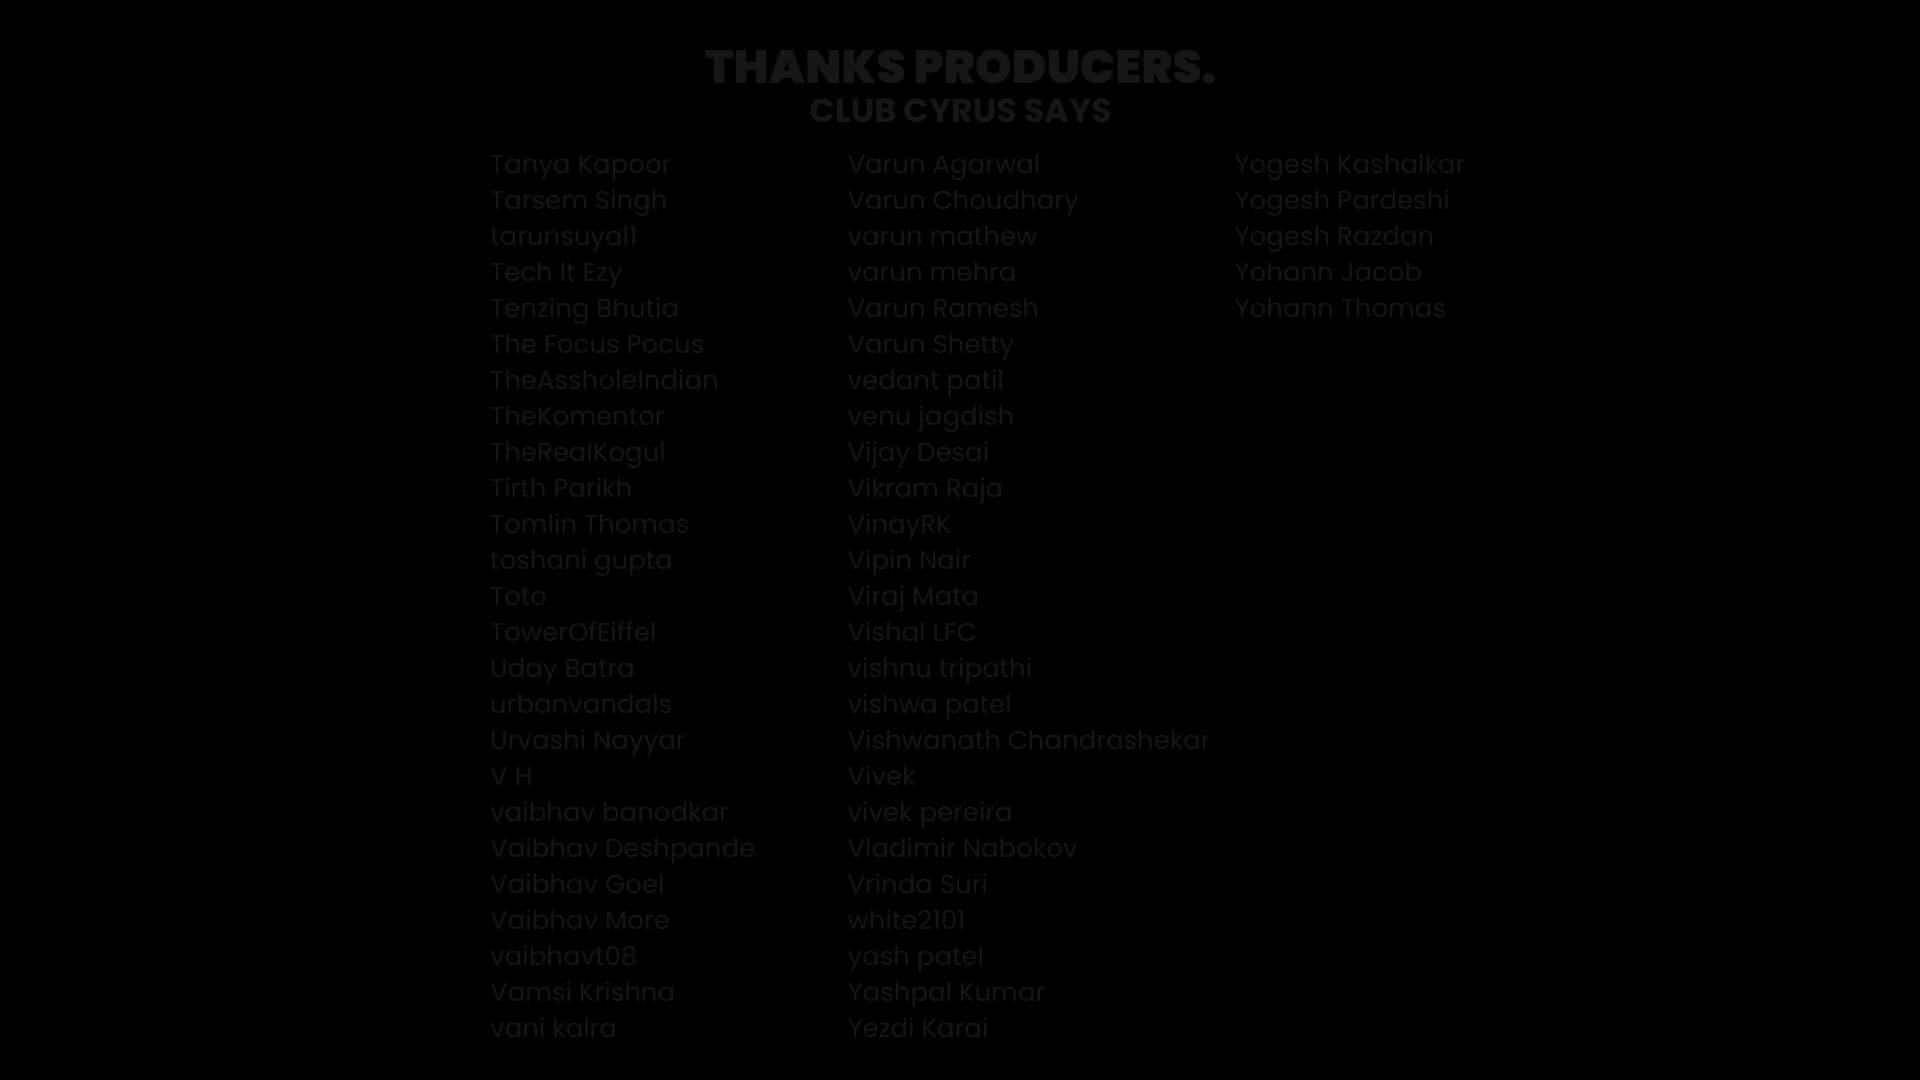 THANKS PRODUCERS.
CLUB CYRUS SAYS
Tanya Kapoor
Tarsem Singh
tarunsuyal1
Tech It Ezy
Tenzing Bhutia
The Focus Pocus
TheAssholeIndian
TheKomentor
TheRealKogul
Tirth Parikh
Tomlin Thomas
toshani gupta
Toto
TowerOfEiffel
Uday Batra
urbanvandals
Urvashi Nayyar
V H
vaibhav banodkar
Vaibhav Deshpande
Vaibhav Goel
Vaibhav More
vaibhavt08
Vamsi Krishna
vani kalra
Varun Agarwal
Varun Choudhary
varun mathew
varun mehra
Varun Ramesh
Varun Shetty
vedant patil
venu jagdish
Vijay Desai
Vikram Raja
VinayRK
Vipin Nair
Viraj Mata
Vishal LFC
vishnu tripathi
vishwa patel
Vishwanath Chandrashekar
Vivek
vivek pereira
Vladimir Nabokov
Vrinda Suri
white2101
yash patel
Yashpal Kumar
Yezdi Karai
Yogesh Kashalkar
Yogesh Pardeshi
Yogesh Razdan
Yohann Jacob
Yohann Thomas